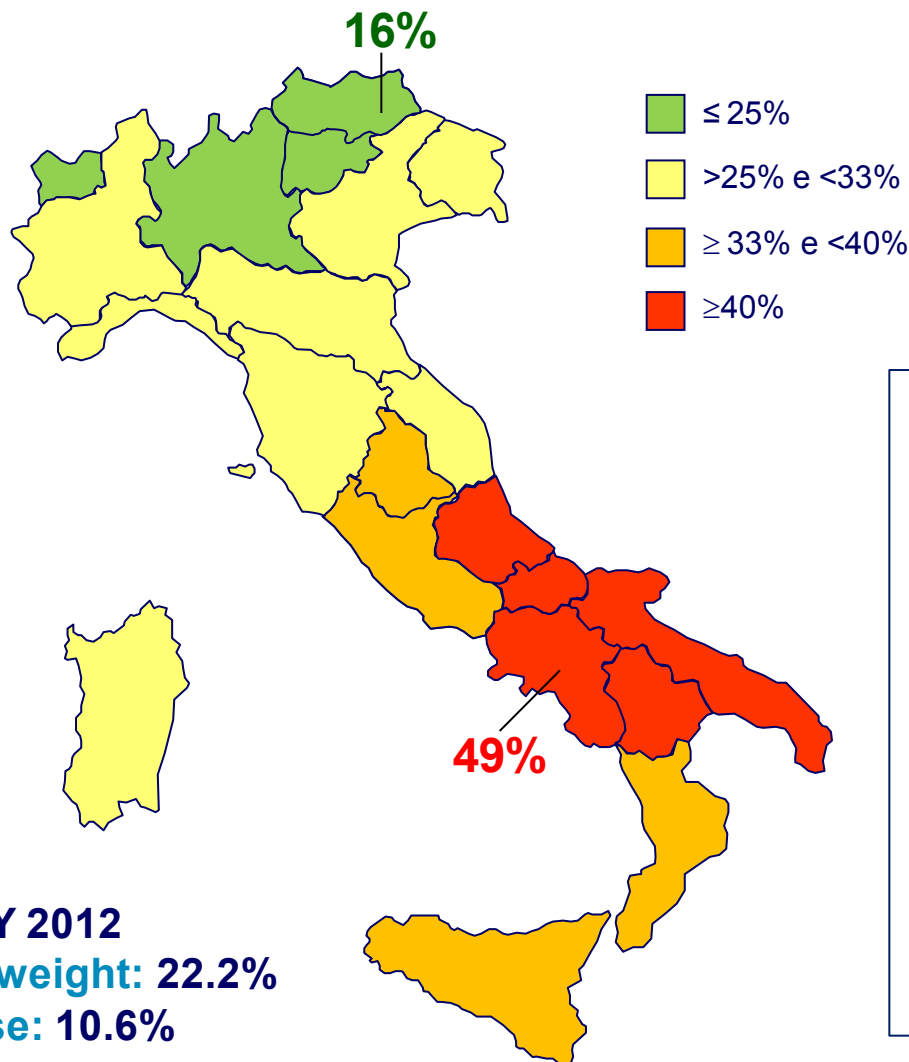 16%
≤ 25%
>25% e <33%
≥ 33% e <40%
≥40%
49%
Y 2012
weight: 22.2%
se: 10.6%